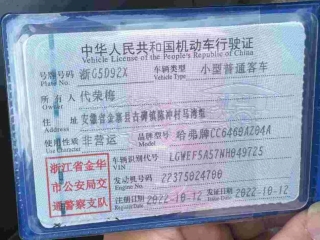 中华人民共和国机动车行驶证
Vehicle License of the People's Republic of China
号牌号码 浙G5D92X 车辆类型 小型普通客车
Plate No. Vehicle Type
所有人 代荣梅
Owner
住址 安徽省金寨县古碑镇陈冲村马湾组
使用性质 非营运 品牌型号 哈弗牌CC6460AZ04A
Use Character Model
浙江省金华市公安局交通警察支队
车辆识别代号 LGWEF5A57NH049725
VIN
发动机号码 22375024700
Engine No.
注册日期 2022-10-12 发证日期 2022-10-12